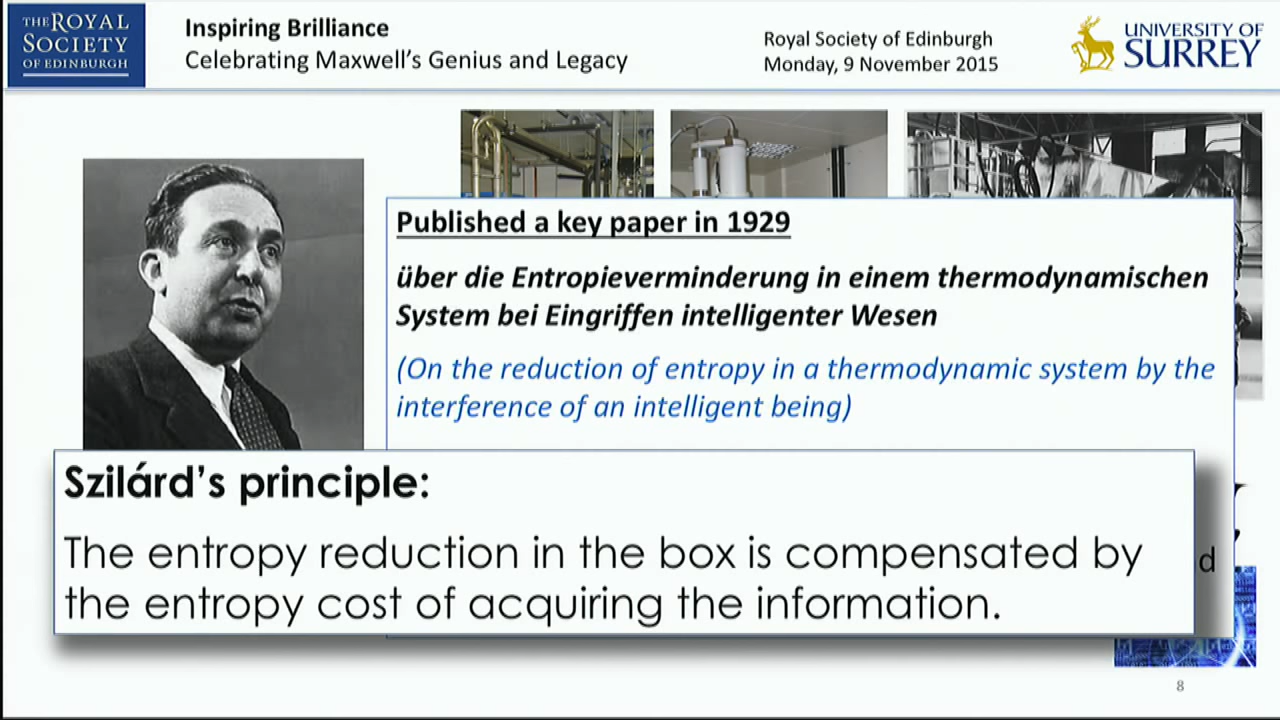 THE ROYAL
SOCIETY
OF EDINBURGH
Inspiring Brilliance
Celebrating Maxwell's Genius and Legacy
Royal Society of Edinburgh
Monday, 9 November 2015
UNIVERSITY OF
SURREY
Published a key paper in 1929
über die Entropieverminderung in einem thermodynamischen
System bei Eingriffen intelligenter Wesen
(On the reduction of entropy in a thermodynamic system by the
interference of an intelligent being)
Szilárd's principle:
The entropy reduction in the box is compensated by
the entropy cost of acquiring the information.
d
8